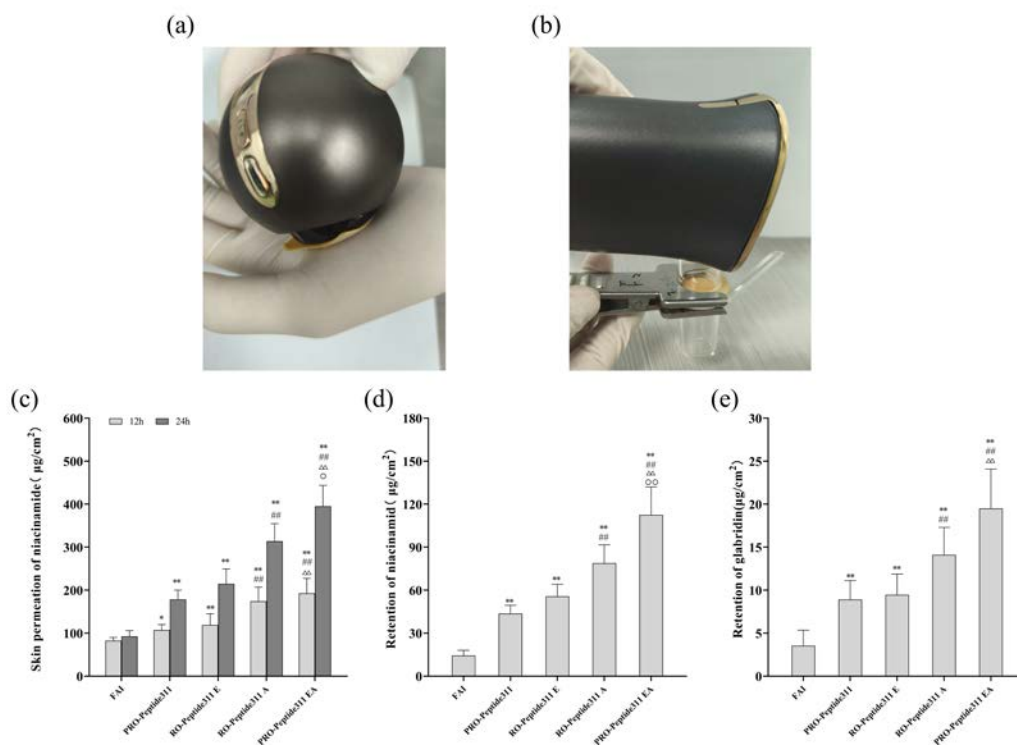 (a)
(b)
(c)
(d)
(e)
Skin permcation of niacinamide( μg/cm²)
600
500
400
300
200
100
0
12h
24h
*
**
**
**
**
##
**
##
**
##
△△
**
##
△△
○
FAI
PRO-Peptide311
RO-Peptide311 E
RO-Peptide311 A
PRO-Peptide311 EA
Retention of niacinamid( μg/cm²)
180
150
120
90
60
30
0
**
**
**
##
**
##
△△
○○
FAI
PRO-Peptide311
RO-Peptide311 E
RO-Peptide311 A
PRO-Peptide311 EA
Retention of glabridin(μg/cm²)
30
25
20
15
10
5
0
**
**
**
##
**
##
△△
FAI
PRO-Peptide311
RO-Peptide311 E
RO-Peptide311 A
PRO-Peptide311 EA